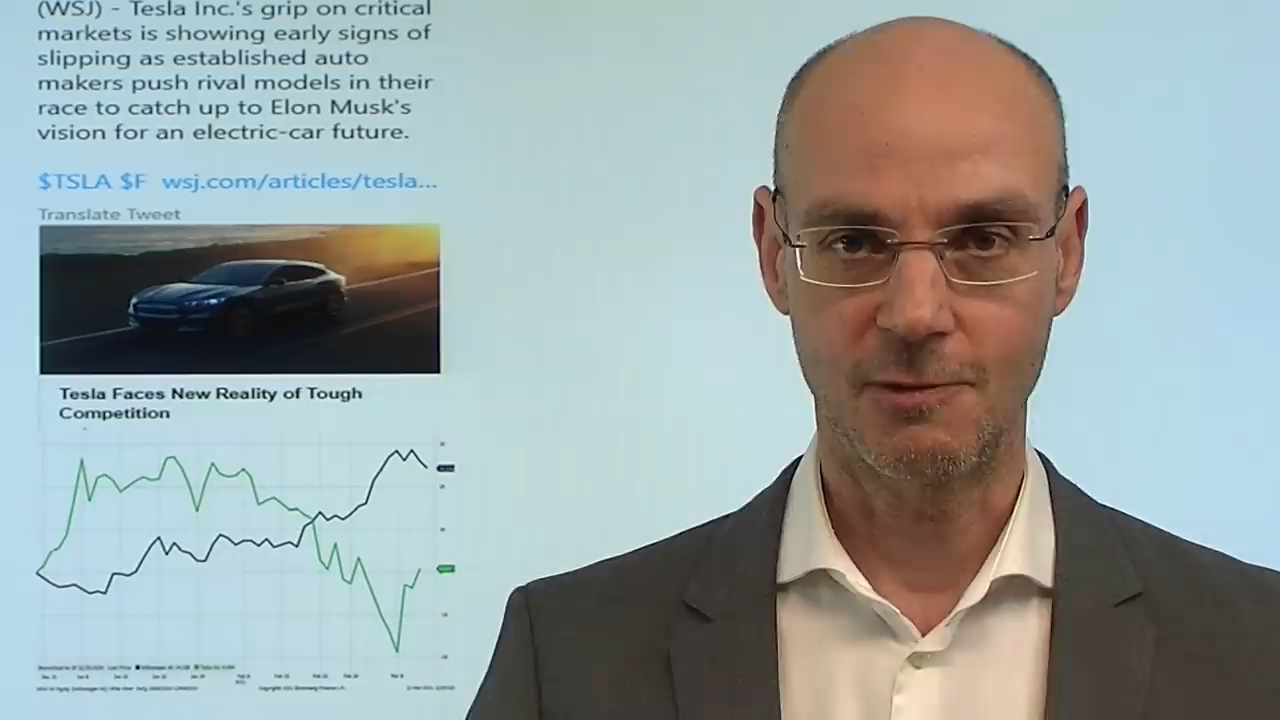 (WSJ) - Tesla Inc.'s grip on critical
markets is showing early signs of
slipping as established auto
makers push rival models in their
race to catch up to Elon Musk's
vision for an electric-car future.
$TSLA $F wsj.com/articles/tesla...
Translate Tweet
Tesla Faces New Reality of Tough
Competition